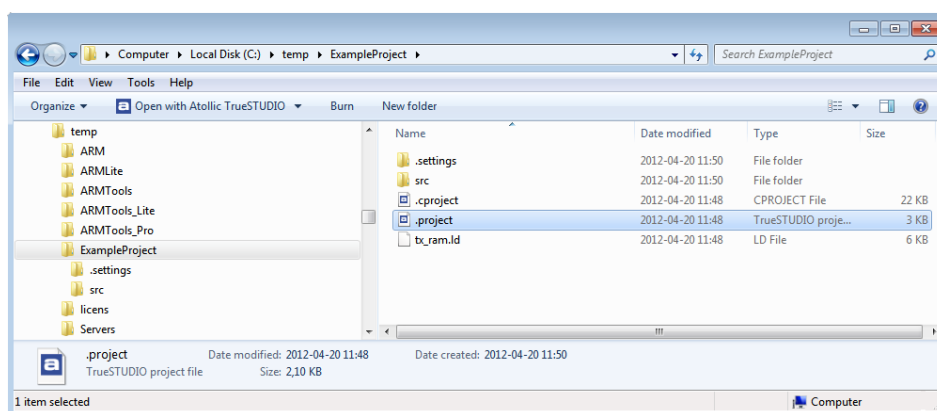 Computer Local Disk (C:) temp ExampleProject
Search ExampleProject
File Edit View Tools Help
Organize Open with Atollic TrueSTUDIO Burn New folder
temp
ARM
ARMLite
ARMTools
ARMTools_Lite
ARMTools_Pro
ExampleProject
.settings
src
licens
Servers
Name Date modified Type Size
.settings 2012-04-20 11:50 File folder
src 2012-04-20 11:50 File folder
.cproject 2012-04-20 11:48 CPROJECT File 22 KB
.project 2012-04-20 11:48 TrueSTUDIO proje... 3 KB
tx_ram.ld 2012-04-20 11:48 LD File 6 KB
.project Date modified: 2012-04-20 11:48 Date created: 2012-04-20 11:50
TrueSTUDIO project file Size: 2,10 KB
1 item selected Computer